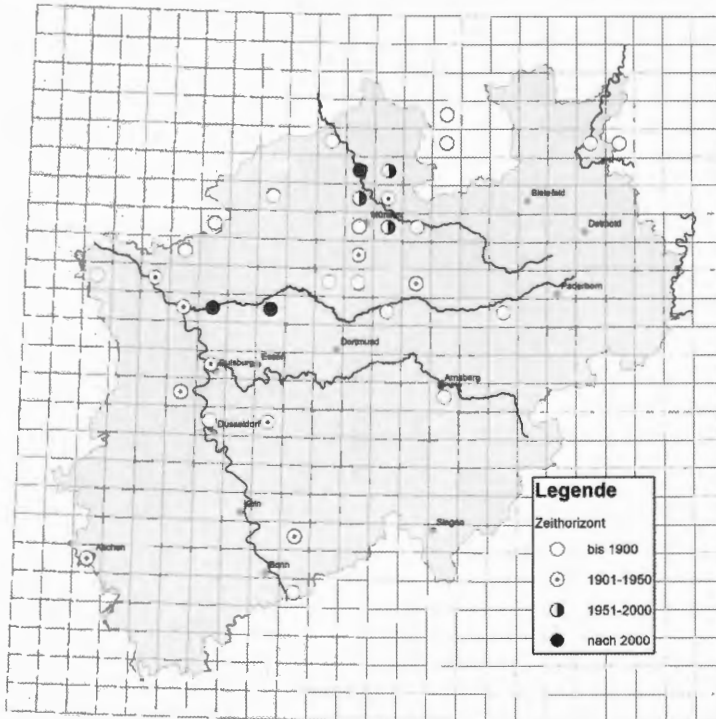 Bielefeld
Münster
Detmold
Paderborn
Dortmund
Essen
Duisburg
Arnsberg
Düsseldorf
Köln
Siegen
Aachen
Bonn
Legende
Zeithorizont
bis 1900
1901-1950
1951-2000
nach 2000